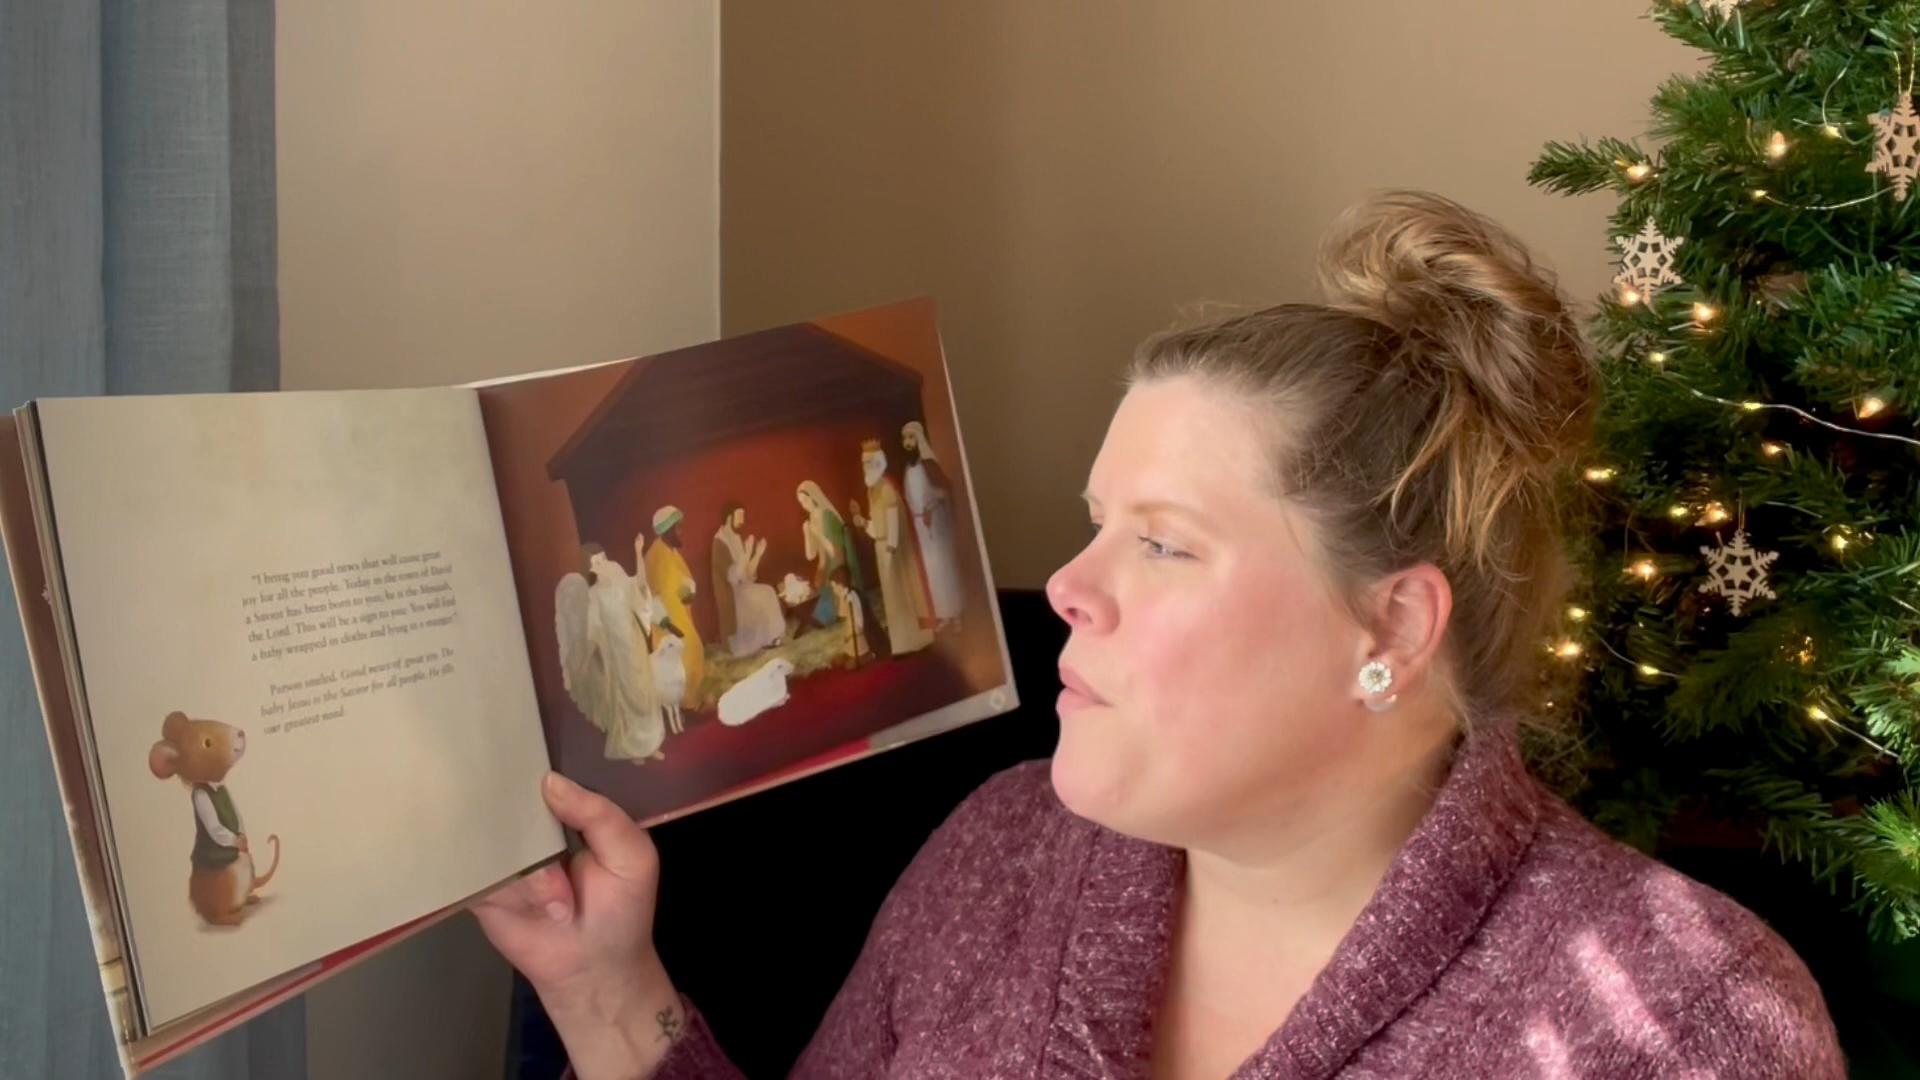 "I bring you good news that will cause great
joy for all the people. Today in the town of David
a Savior has been born to you; he is the Messiah,
the Lord. This will be a sign to you: You will find
a baby wrapped in cloths and lying in a manger."
Parson smiled. Good news of great joy. The
baby Jesus is the Savior for all people. He fills
our greatest need.